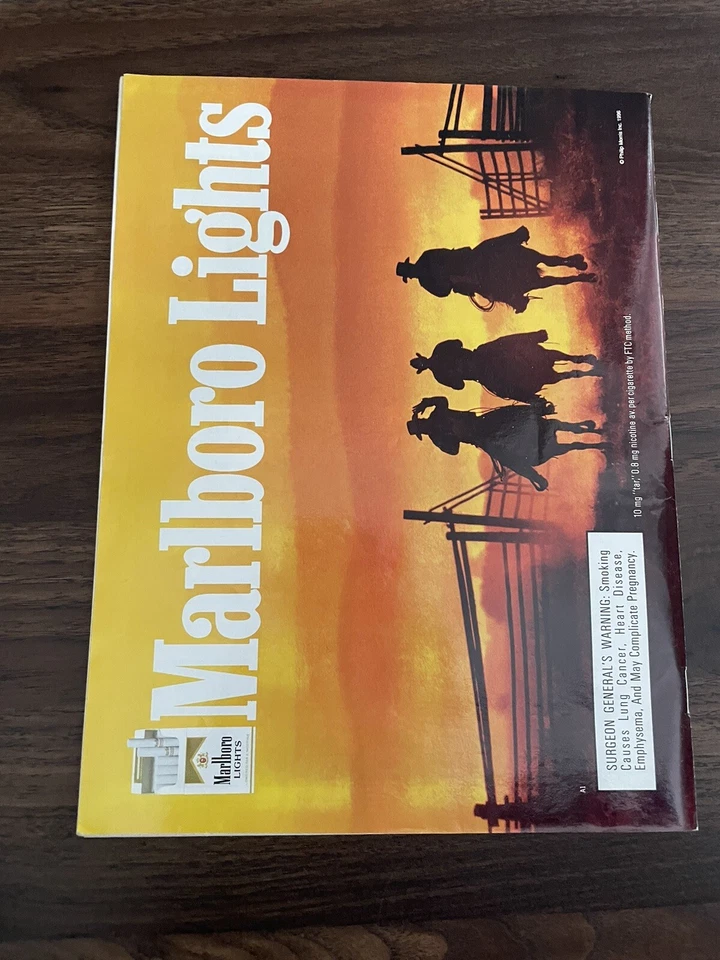 Marlboro Lights
Marlboro
LIGHTS
© Philip Morris Inc. 1996
10 mg "tar," 0.8 mg nicotine av. per cigarette by FTC method.
A1
SURGEON GENERAL'S WARNING: Smoking
Causes Lung Cancer, Heart Disease,
Emphysema, And May Complicate Pregnancy.